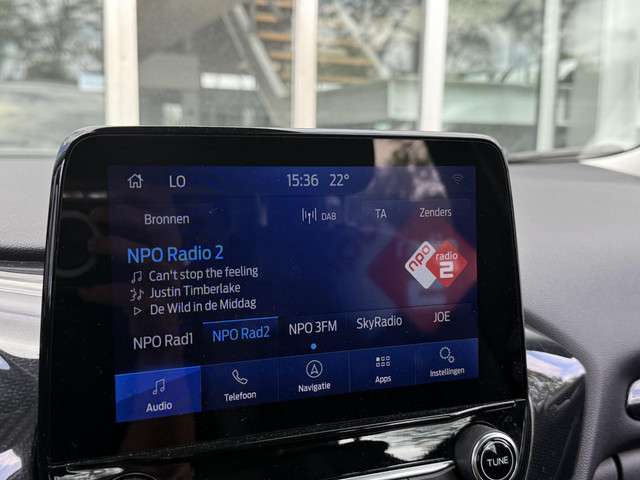 LO 15:36 22°
Bronnen DAB TA Zenders
NPO Radio 2
Can't stop the feeling
Justin Timberlake
De Wild in de Middag
npo radio 2
NPO Rad1 NPO Rad2 NPO 3FM SkyRadio JOE
Audio Telefoon Navigatie Apps Instellingen
TUNE